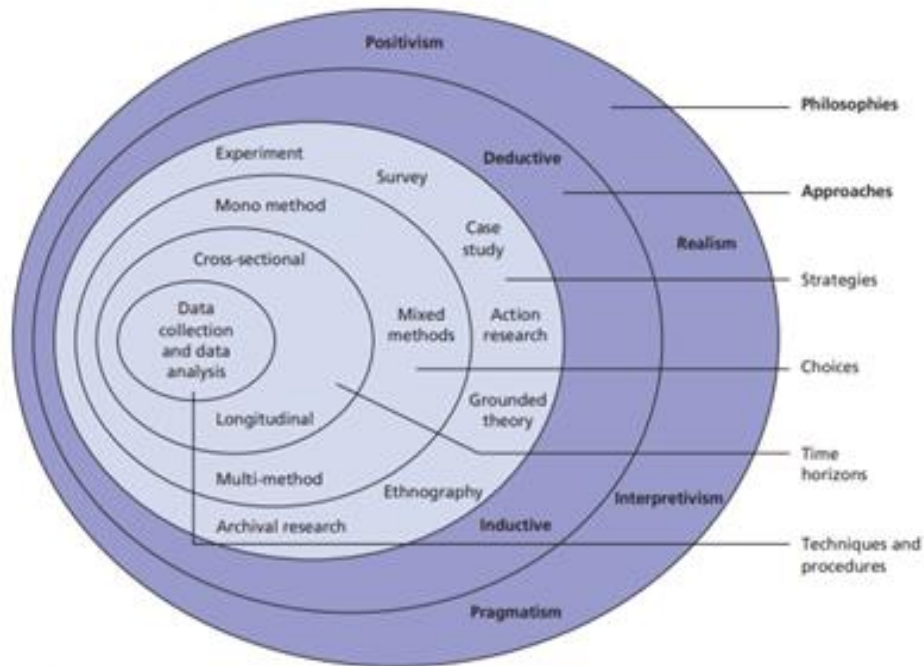 Positivism
Philosophies
Experiment
Deductive
Survey
Approaches
Mono method
Case
study
Realism
Cross-sectional
Strategies
Data
collection
and data
analysis
Mixed
methods
Action
research
Choices
Grounded
theory
Longitudinal
Time
horizons
Multi-method
Ethnography
Interpretivism
Archival research
Inductive
Techniques and
procedures
Pragmatism